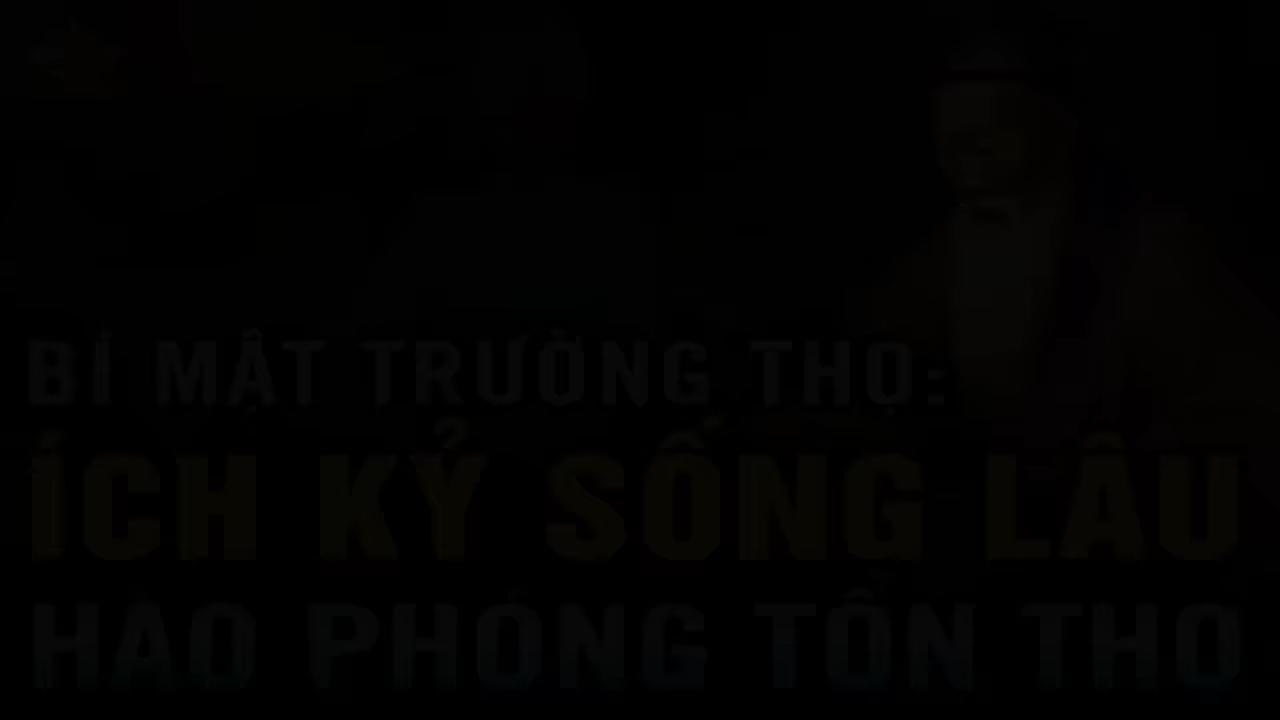 BÍ MẬT TRƯỜNG THỌ:
ÍCH KỶ SỐNG LÂU
HÀO PHÓNG TỔN THỌ